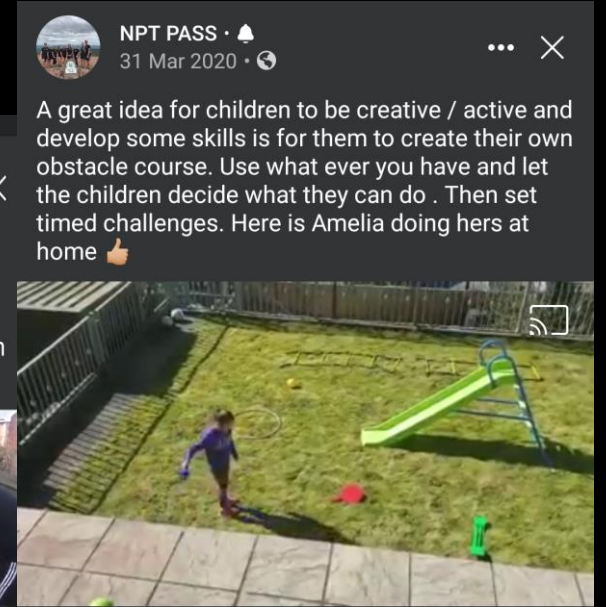 NPT PASS ·
31 Mar 2020 ·
A great idea for children to be creative / active and
develop some skills is for them to create their own
obstacle course. Use what ever you have and let
the children decide what they can do . Then set
timed challenges. Here is Amelia doing hers at
home 👍🏼